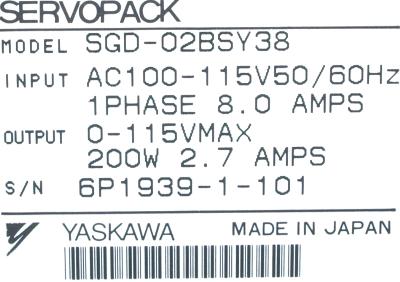 SERVOPACK
MODEL SGD-02BSY38
INPUT AC100-115V50/60Hz
1PHASE 8.0 AMPS
OUTPUT 0-115VMAX
200W 2.7 AMPS
S/N 6P1939-1-101
YASKAWA MADE IN JAPAN